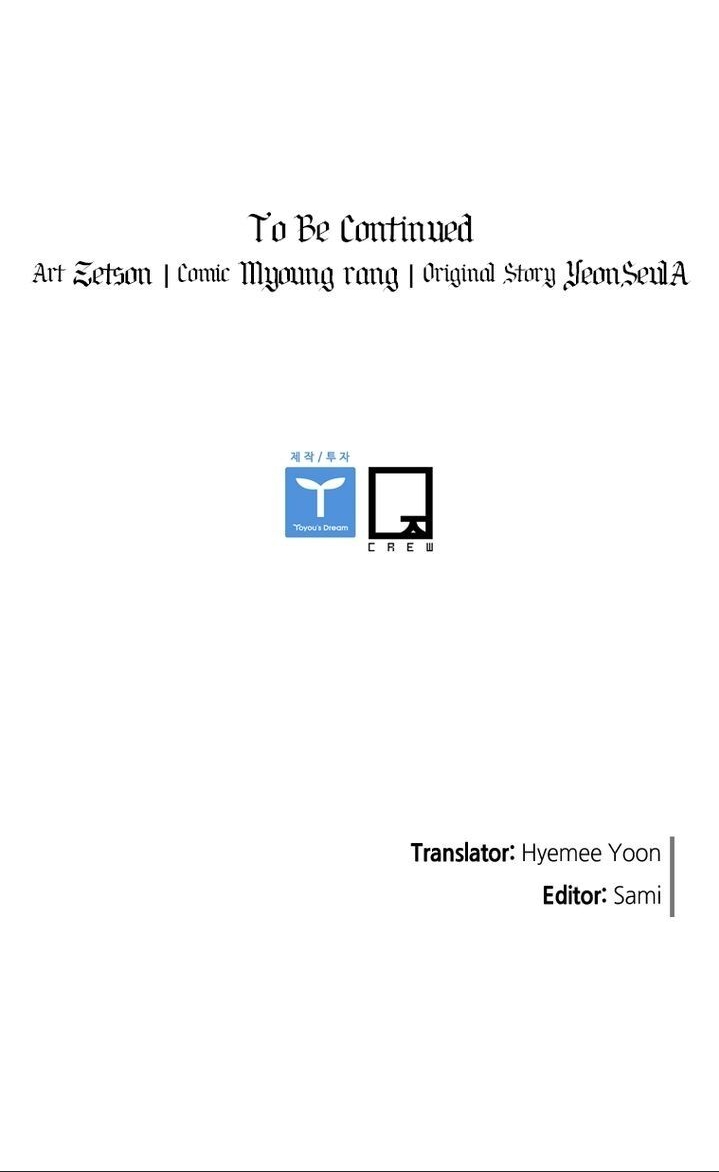 To Be Continued
Art Zetson | Comic Myoung rang | Original Story YeonSeulA
제작/투자
Toyou's Dream
CREW
Translator: Hyemee Yoon
Editor: Sami